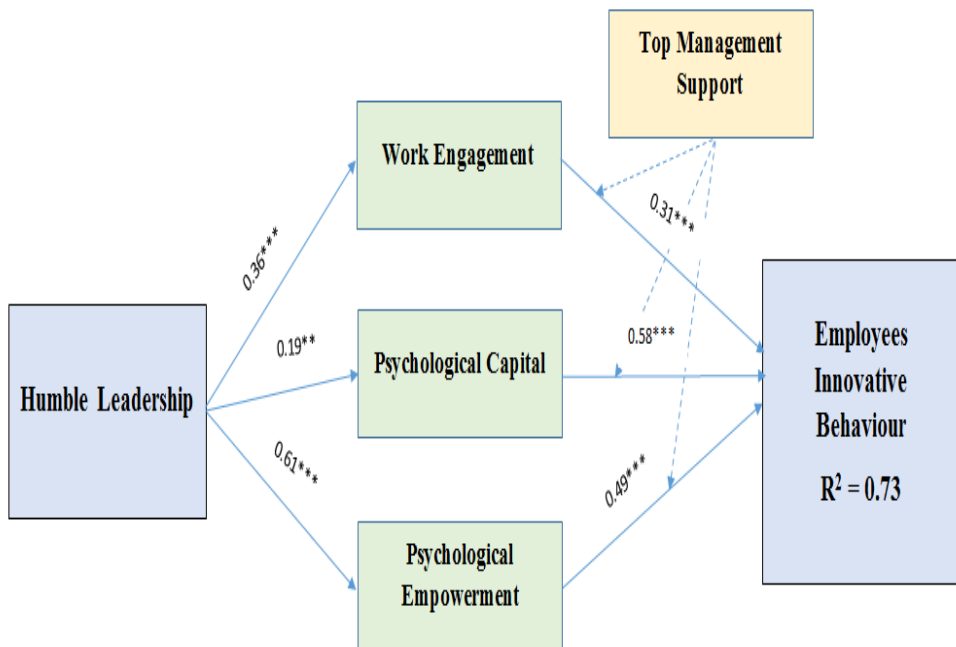 Top Management
Support
Work Engagement
0.31***
0.36***
Humble Leadership
0.19**
Psychological Capital
0.58***
Employees
Innovative
Behaviour
R² = 0.73
0.61***
0.49***
Psychological
Empowerment